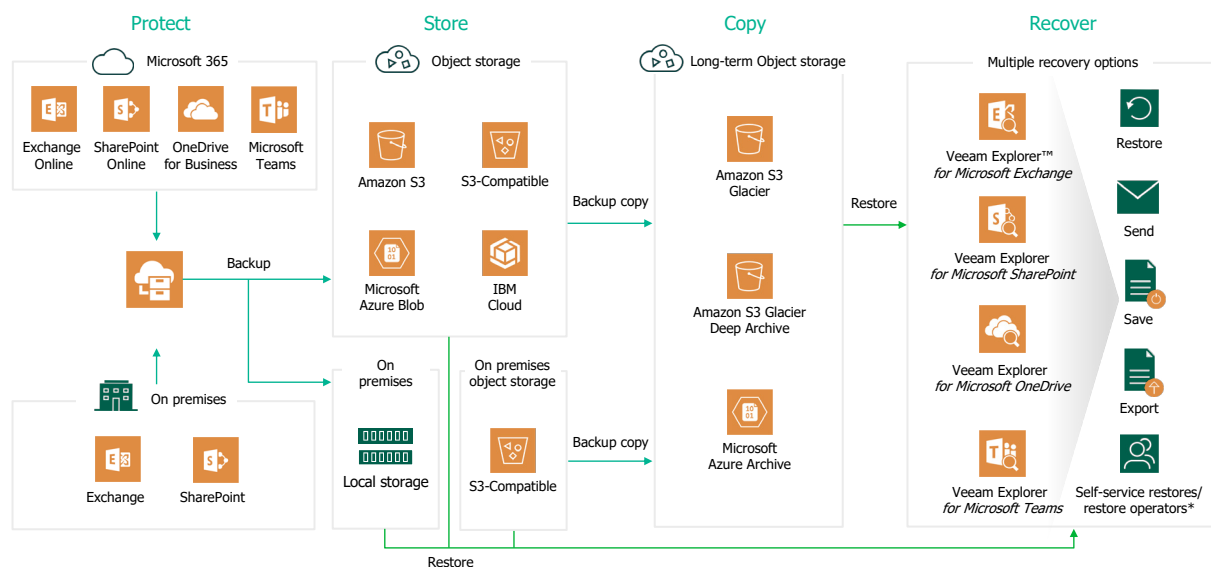 Protect
Store
Copy
Recover
Microsoft 365
Exchange
Online
SharePoint
Online
OneDrive
for Business
Microsoft
Teams
Backup
On premises
Exchange
SharePoint
Object storage
Amazon S3
S3-Compatible
Microsoft
Azure Blob
IBM
Cloud
On
premises
Local storage
On premises
object storage
S3-Compatible
Backup copy
Backup copy
Long-term Object storage
Amazon S3
Glacier
Amazon S3 Glacier
Deep Archive
Microsoft
Azure Archive
Restore
Restore
Multiple recovery options
Veeam Explorer™
for Microsoft Exchange
Veeam Explorer
for Microsoft SharePoint
Veeam Explorer
for Microsoft OneDrive
Veeam Explorer
for Microsoft Teams
Restore
Send
Save
Export
Self-service restores/
restore operators*